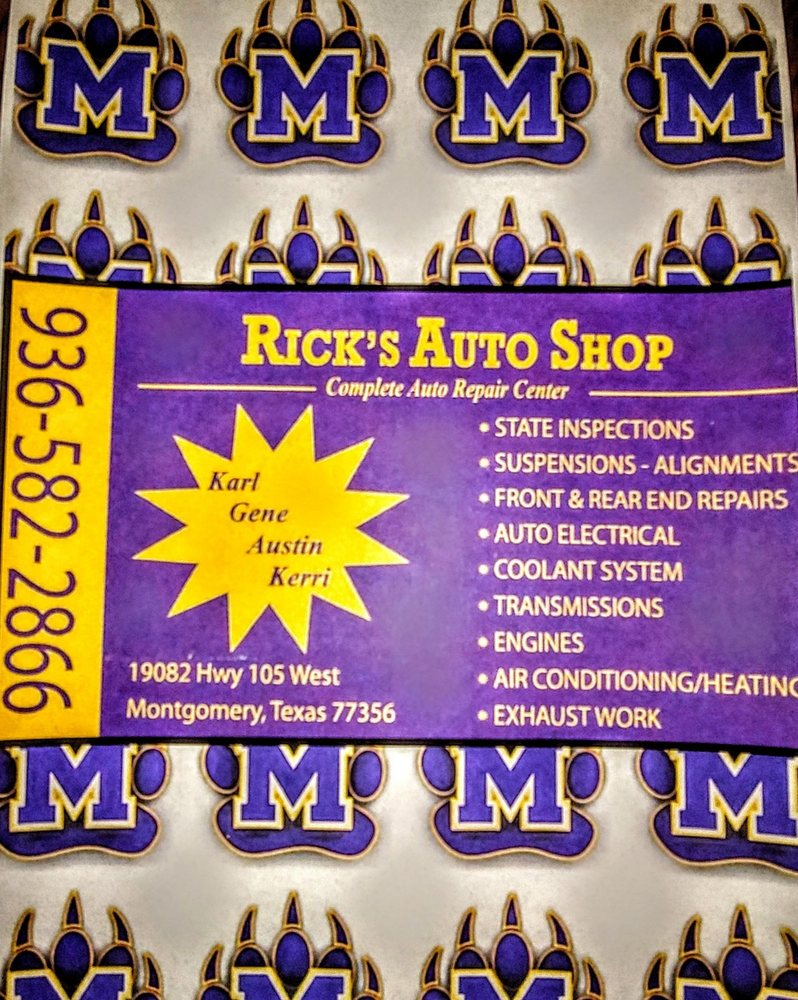 M M M M
M M M M
936-582-2866
RICK'S AUTO SHOP
Complete Auto Repair Center
Karl
Gene
Austin
Kerri
19082 Hwy 105 West
Montgomery, Texas 77356
• STATE INSPECTIONS
• SUSPENSIONS - ALIGNMENTS
• FRONT & REAR END REPAIRS
• AUTO ELECTRICAL
• COOLANT SYSTEM
• TRANSMISSIONS
• ENGINES
• AIR CONDITIONING/HEATING
• EXHAUST WORK
M M M M
M M M M